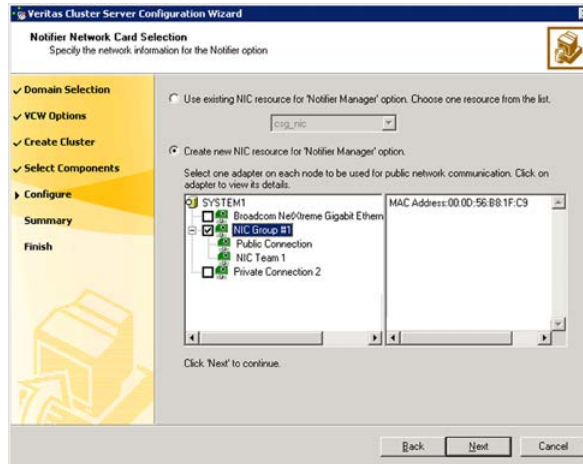 Veritas Cluster Server Configuration Wizard
Notifier Network Card Selection
Specify the network information for the Notifier option
Domain Selection
VCW Options
Create Cluster
Select Components
Configure
Summary
Finish
Use existing NIC resource for 'Notifier Manager' option. Choose one resource from the list.
csg_nic
Create new NIC resource for 'Notifier Manager' option.
Select one adapter on each node to be used for public network communication. Click on
adapter to view its details.
SYSTEM1
Broadcom NetXtreme Gigabit Ethern
NIC Group #1
Public Connection
NIC Team 1
Private Connection 2
MAC Address:00:0D:56:B8:1F:C9
Click 'Next' to continue.
Back
Next
Cancel